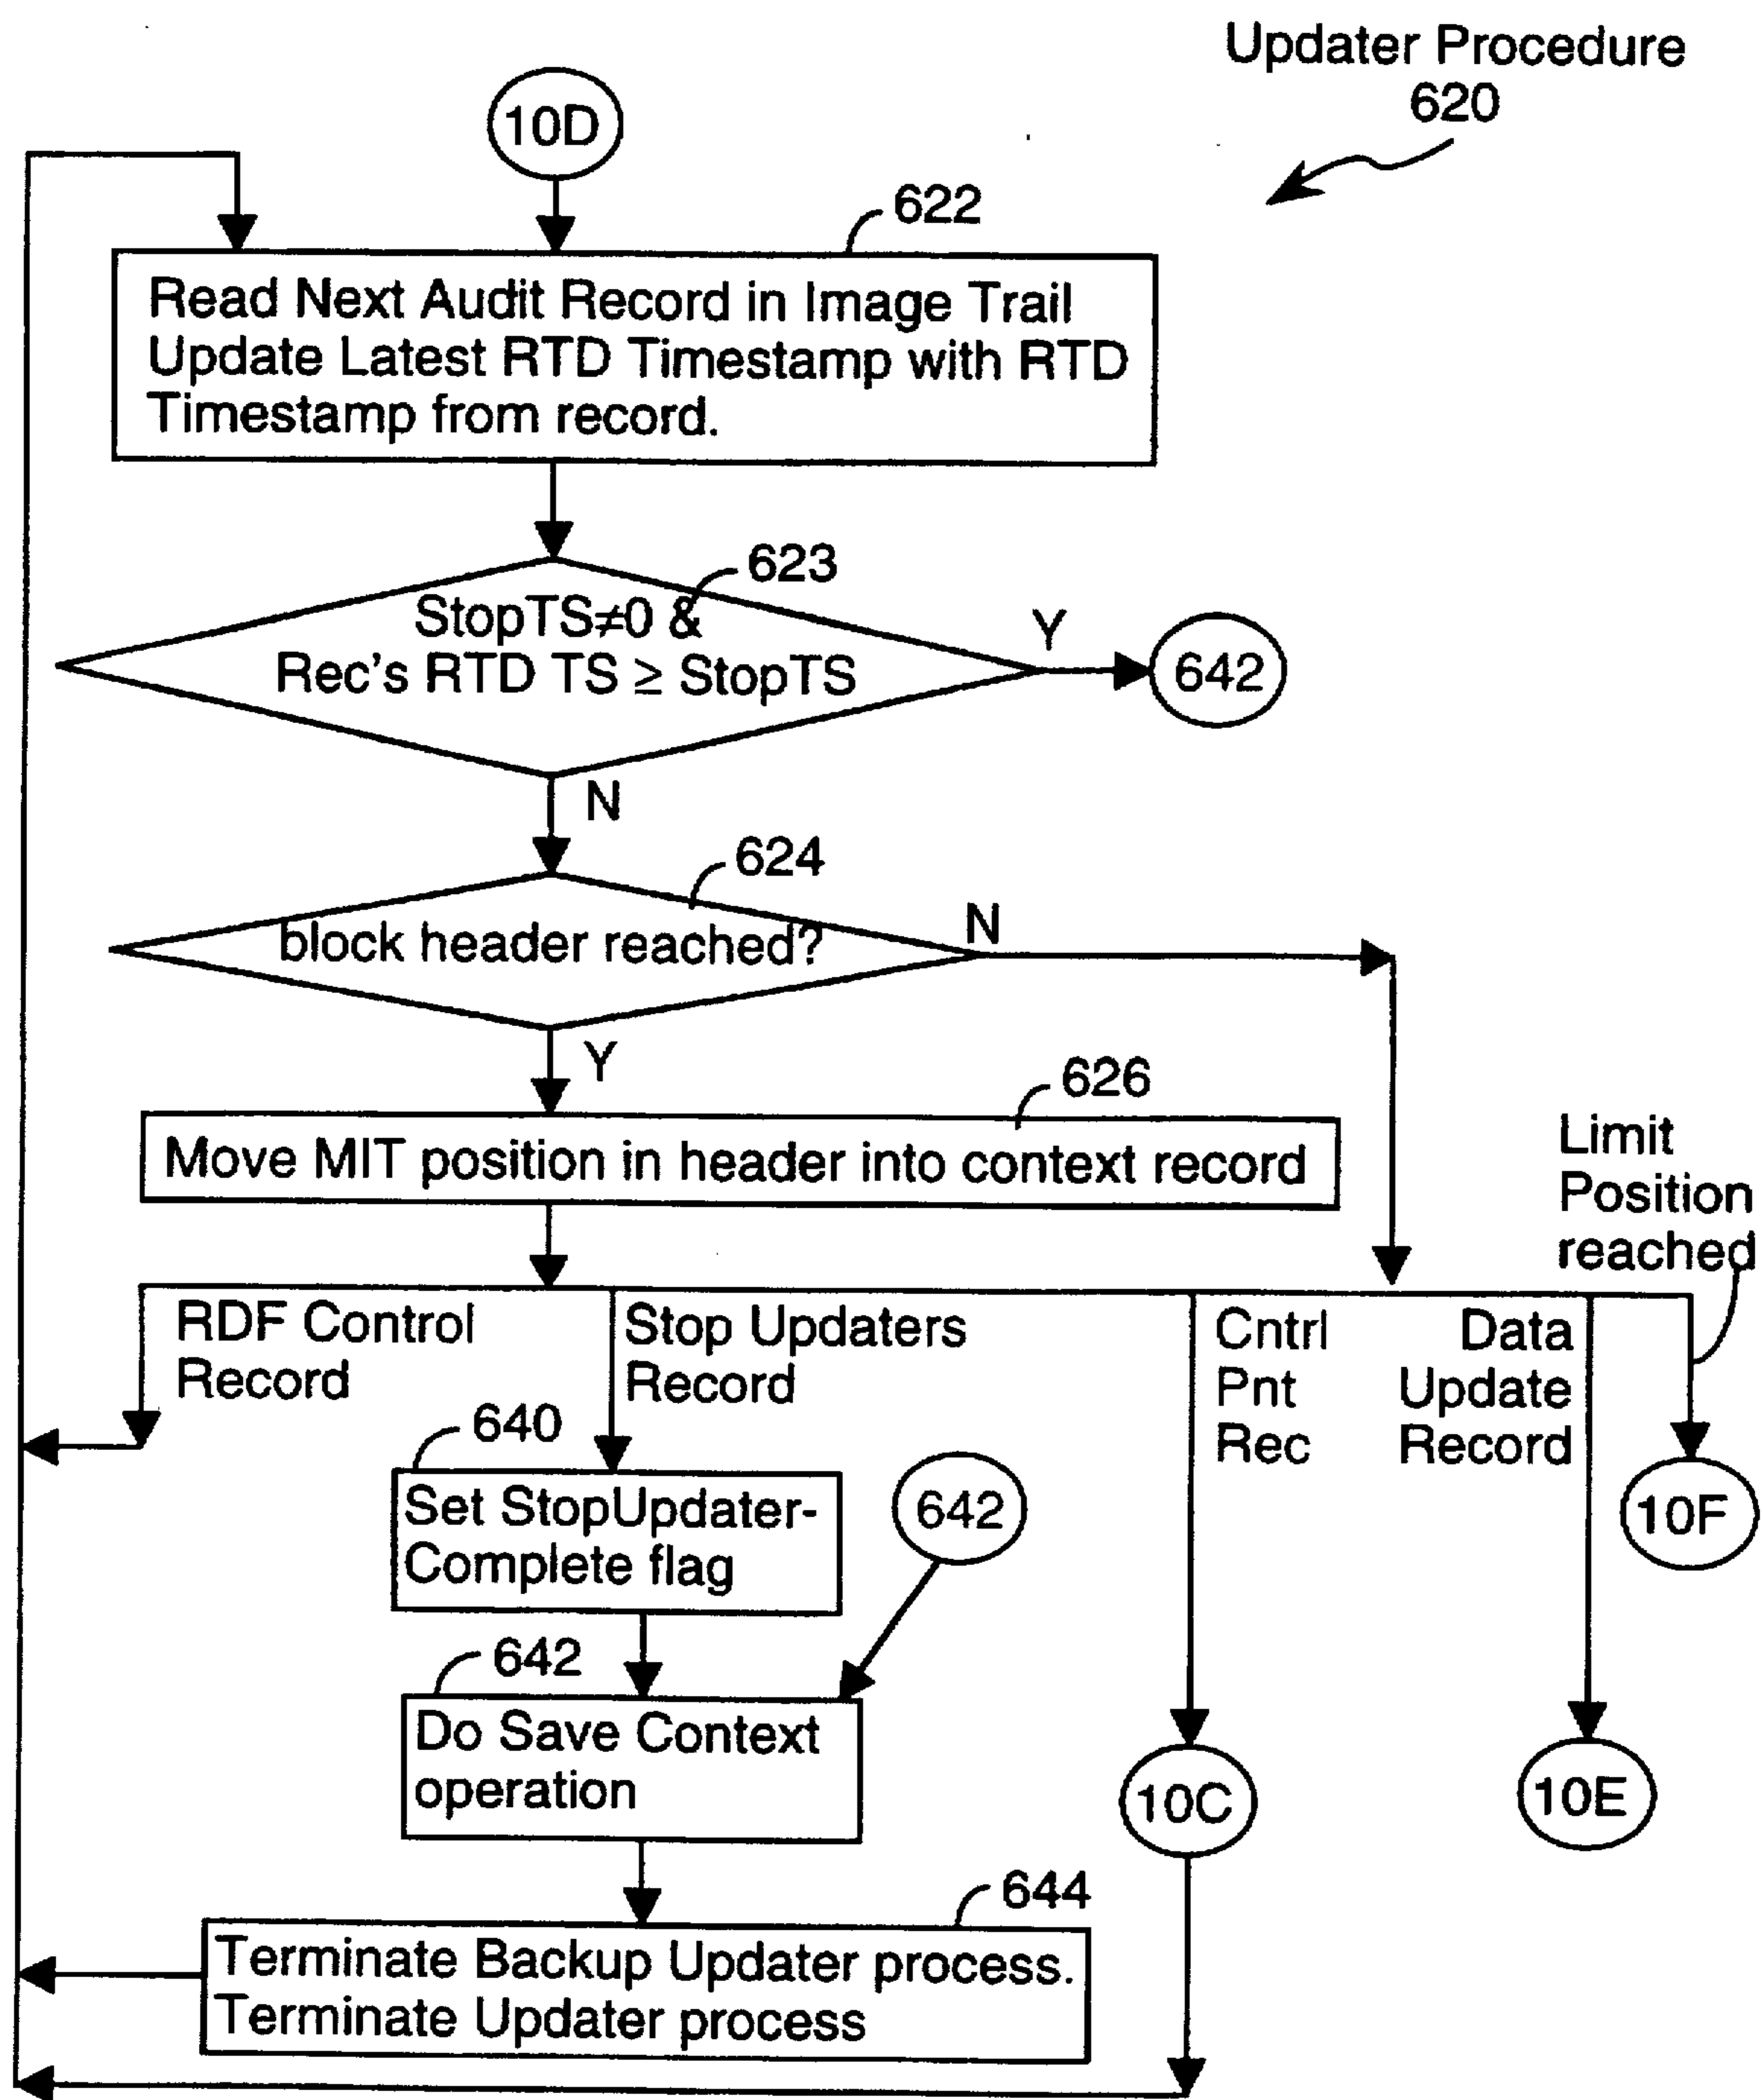 Updater Procedure
620
10D
622
Read Next Audit Record in Image Trail
Update Latest RTD Timestamp with RTD
Timestamp from record.
623
StopTS≠0 &
Rec's RTD TS ≥ StopTS
Y
642
N
624
block header reached?
N
Y
626
Move MIT position in header into context record
Limit
Position
reached
RDF Control
Record
Stop Updaters
Record
Cntrl
Pnt
Rec
Data
Update
Record
10F
640
Set StopUpdater-
Complete flag
642
642
Do Save Context
operation
10C
10E
644
Terminate Backup Updater process.
Terminate Updater process